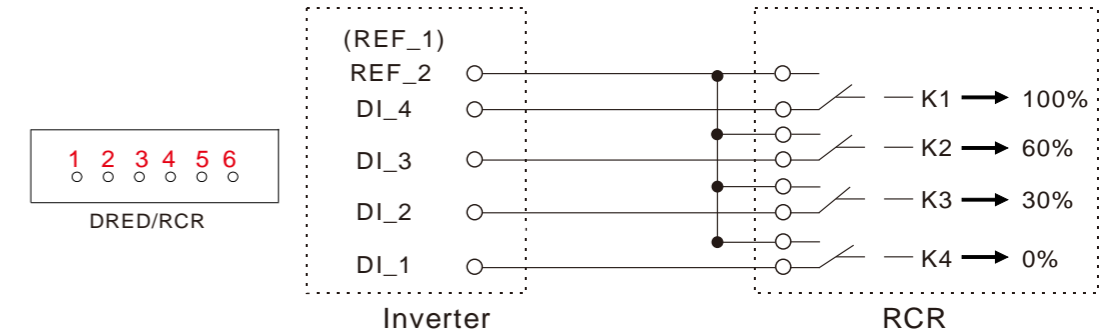 1 2 3 4 5 6
DRED/RCR
(REF_1)
REF_2
DI_4
DI_3
DI_2
DI_1
Inverter
K1 100%
K2 60%
K3 30%
K4 0%
RCR